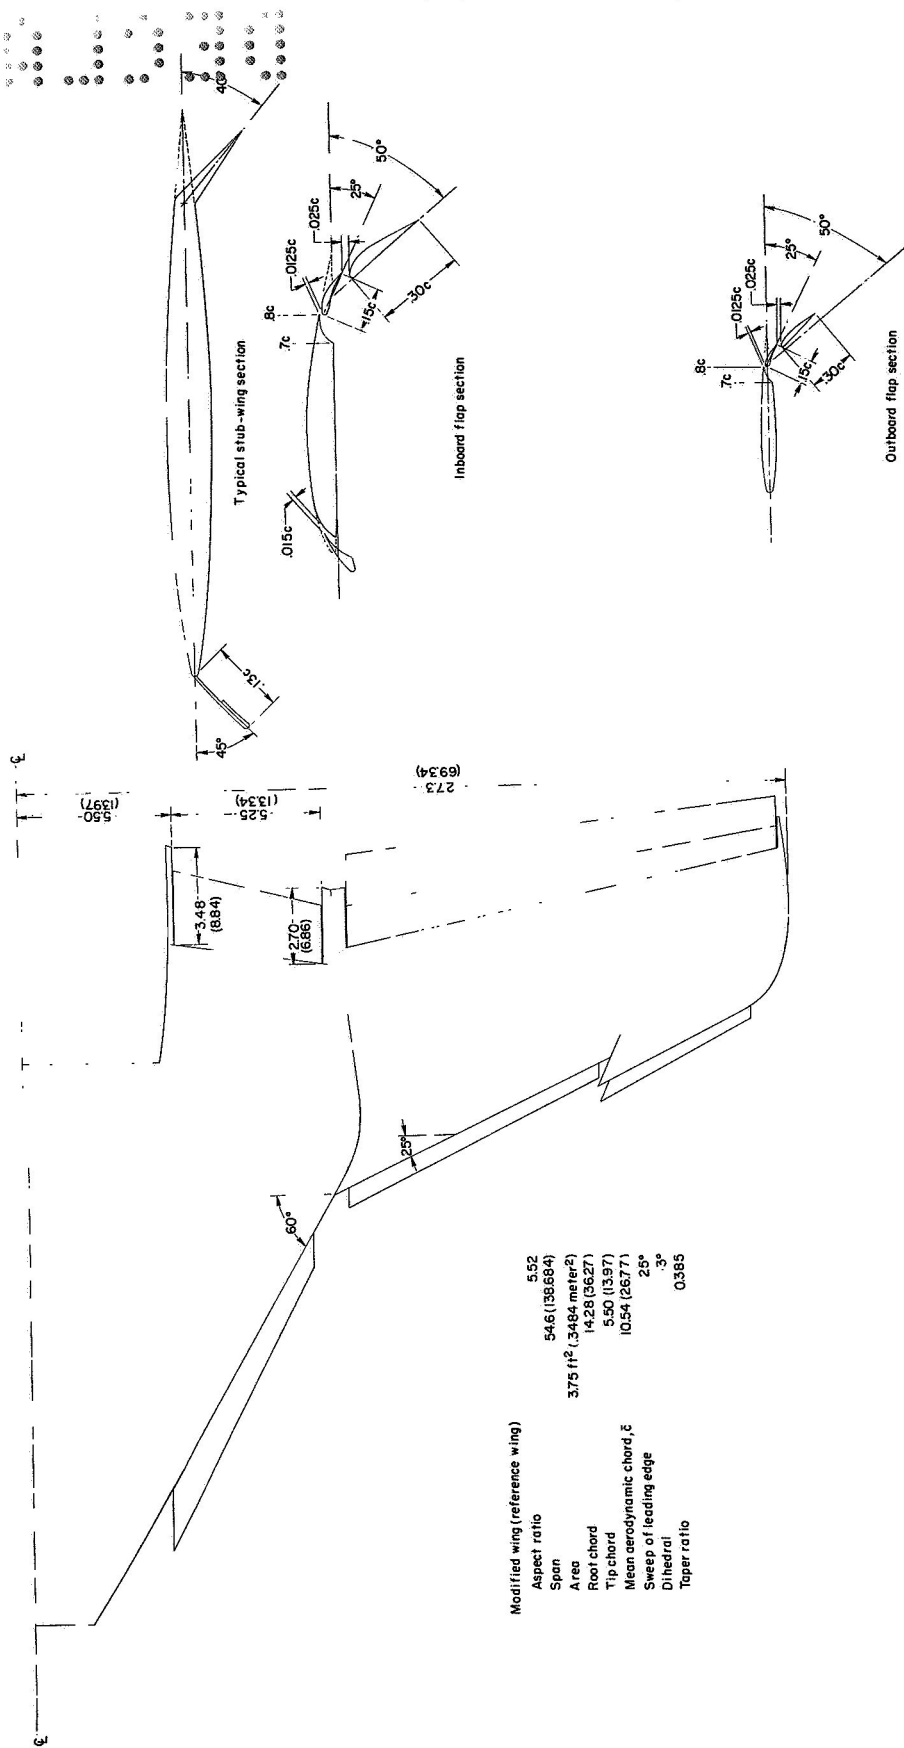 40
Typical stub-wing section
.13c
45°
.015c
.8c
.7c
.0125c
.025c
25°
50°
.15c
.30c
Inboard flap section
.8c
.7c
.0125c
.025c
25°
50°
.15c
.30c
Outboard flap section
℄
℄
5.50
(13.97)
5.25
(13.34)
27.3
(69.34)
3.48
(8.84)
2.70
(6.86)
60°
25°
Modified wing (reference wing)
Aspect ratio 5.52
Span 54.6 (138.684)
Area 3.75 ft² (.3484 meter²)
Root chord 14.28 (36.27)
Tip chord 5.50 (13.97)
Mean aerodynamic chord, c̄ 10.54 (26.77)
Sweep of leading edge 25°
Dihedral -3°
Taper ratio 0.385